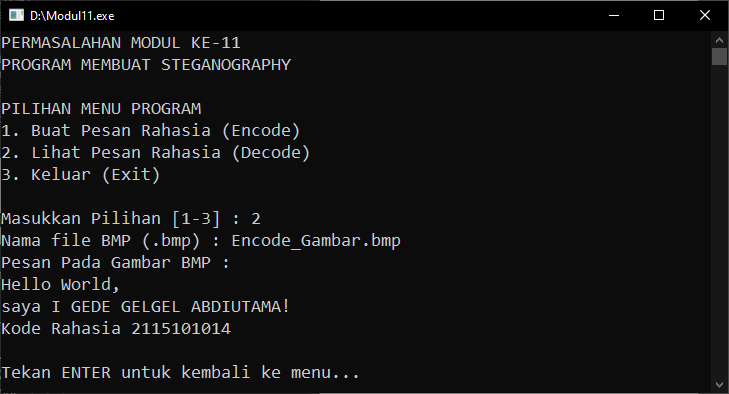 D:\Modul11.exe
PERMASALAHAN MODUL KE-11
PROGRAM MEMBUAT STEGANOGRAPHY
PILIHAN MENU PROGRAM
1. Buat Pesan Rahasia (Encode)
2. Lihat Pesan Rahasia (Decode)
3. Keluar (Exit)
Masukkan Pilihan [1-3] : 2
Nama file BMP (.bmp) : Encode_Gambar.bmp
Pesan Pada Gambar BMP :
Hello World,
saya I GEDE GELGEL ABDIUTAMA!
Kode Rahasia 2115101014
Tekan ENTER untuk kembali ke menu...